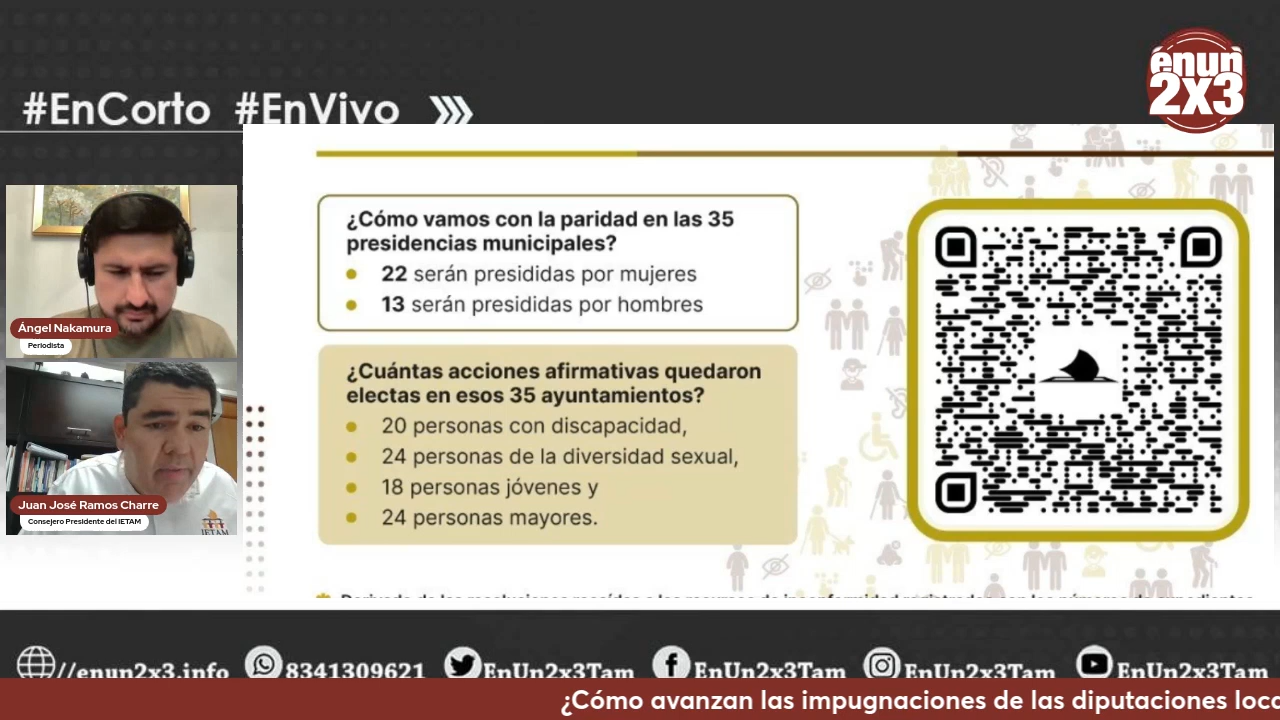 #EnCorto #EnVivo
enun
2x3
¿Cómo vamos con la paridad en las 35
presidencias municipales?
22 serán presididas por mujeres
13 serán presididas por hombres
¿Cuántas acciones afirmativas quedaron
electas en esos 35 ayuntamientos?
20 personas con discapacidad,
24 personas de la diversidad sexual,
18 personas jóvenes y
24 personas mayores.
Ángel Nakamura
Periodista
Juan José Ramos Charre
Consejero Presidente del IETAM
IETAM
//enun2x3.info 8341309621 EnUn2x3Tam EnUn2x3Tam EnUn2x3Tam EnUn2x3Tam
¿Cómo avanzan las impugnaciones de las diputaciones loca